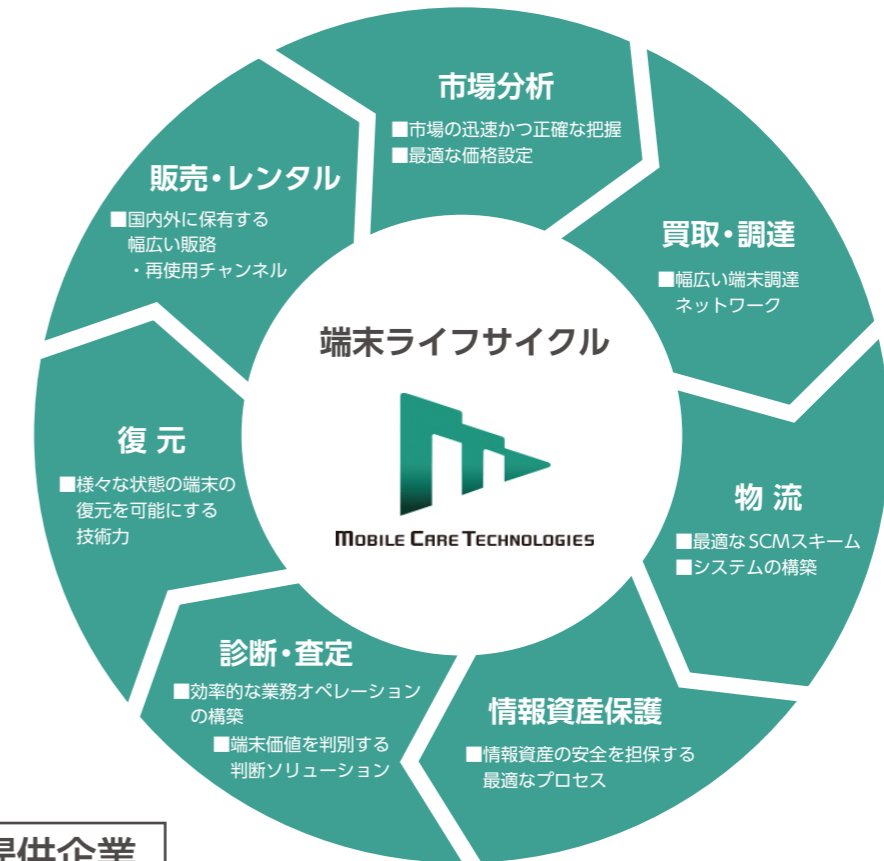 市場分析
■市場の迅速かつ正確な把握
■最適な価格設定
買取・調達
■幅広い端末調達
ネットワーク
物 流
■最適なSCMスキーム
■システムの構築
情報資産保護
■情報資産の安全を担保する
最適なプロセス
診断・査定
■効率的な業務オペレーション
の構築
■端末価値を判別する
判断ソリューション
復 元
■様々な状態の端末の
復元を可能にする
技術力
販売・レンタル
■国内外に保有する
幅広い販路
・再使用チャンネル
端末ライフサイクル
MOBILE CARE TECHNOLOGIES
提供企業